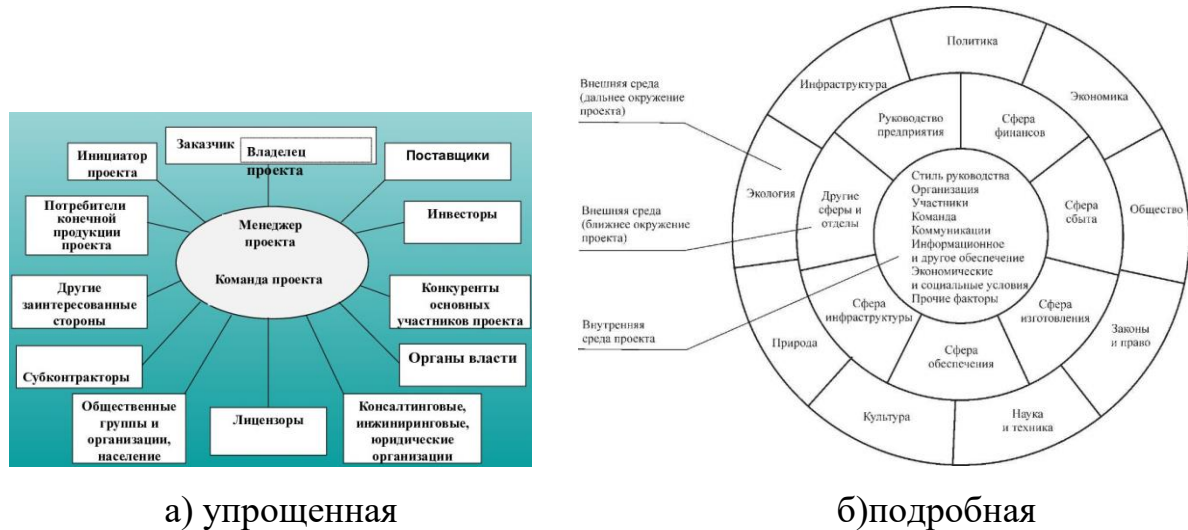 Заказчик
Владелец
проекта
Инициатор
проекта
Поставщики
Потребители
конечной
продукции
проекта
Инвесторы
Менеджер
проекта
Команда проекта
Другие
заинтересованные
стороны
Конкуренты
основных
участников проекта
Субконтракторы
Органы власти
Общественные
группы и
организации,
население
Лицензоры
Консалтинговые,
инжиниринговые,
юридические
организации
а) упрощенная
Внешняя среда
(дальнее окружение
проекта)
Внешняя среда
(ближнее окружение
проекта)
Внутренняя
среда проекта
Политика
Инфраструктура
Экономика
Экология
Общество
Природа
Законы
и право
Культура
Наука
и техника
Руководство
предприятия
Сфера
финансов
Другие
сферы и
отделы
Сфера
сбыта
Сфера
инфраструктуры
Сфера
изготовления
Сфера
обеспечения
Стиль руководства
Организация
Участники
Команда
Коммуникации
Информационное
и другое обеспечение
Экономические
и социальные условия
Прочие факторы
б)подробная